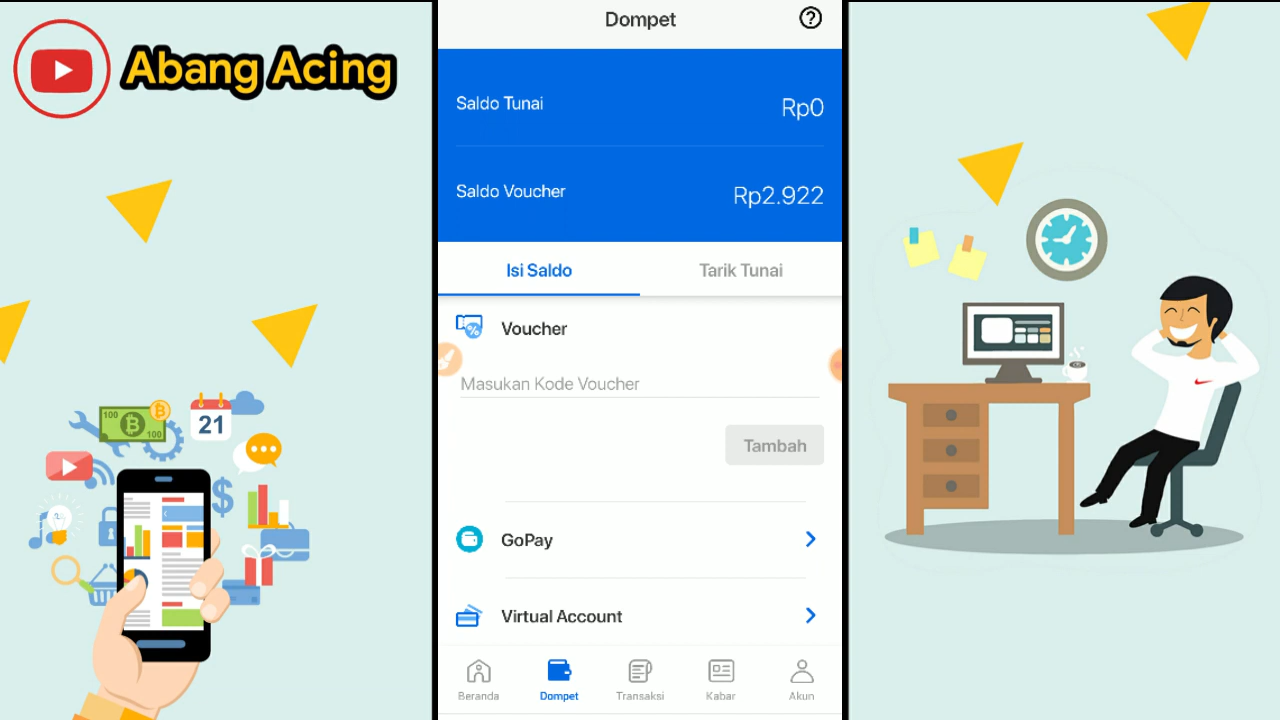 Abang Acing
Dompet
?
Saldo Tunai
Rp0
Saldo Voucher
Rp2.922
Isi Saldo
Tarik Tunai
%
Voucher
Masukan Kode Voucher
Tambah
GoPay
Virtual Account
Beranda
Dompet
Transaksi
Kabar
Akun
100
B
100
B
21
$